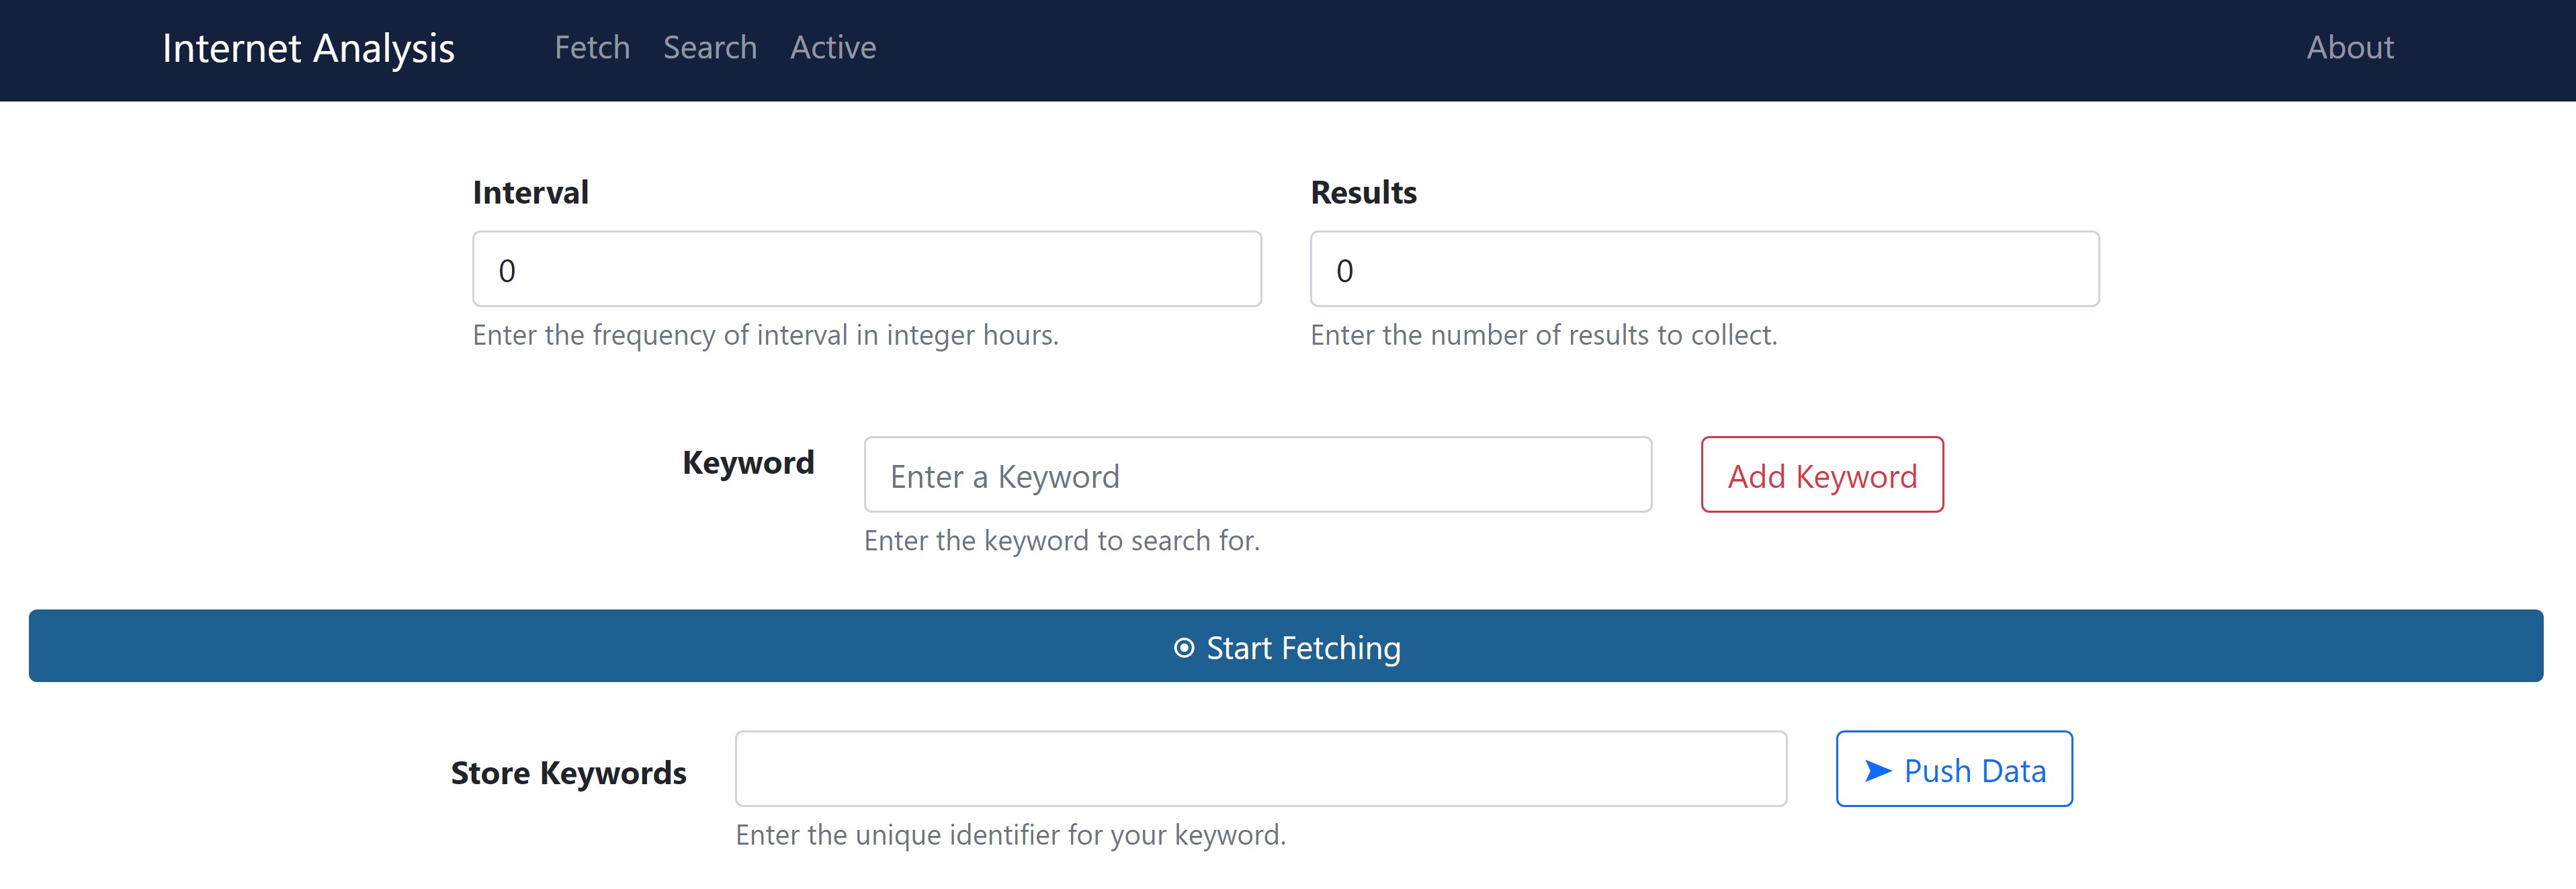 Internet Analysis Fetch Search Active About
Interval Results
0 0
Enter the frequency of interval in integer hours. Enter the number of results to collect.
Keyword Enter a Keyword Add Keyword
Enter the keyword to search for.
Start Fetching
Store Keywords Push Data
Enter the unique identifier for your keyword.